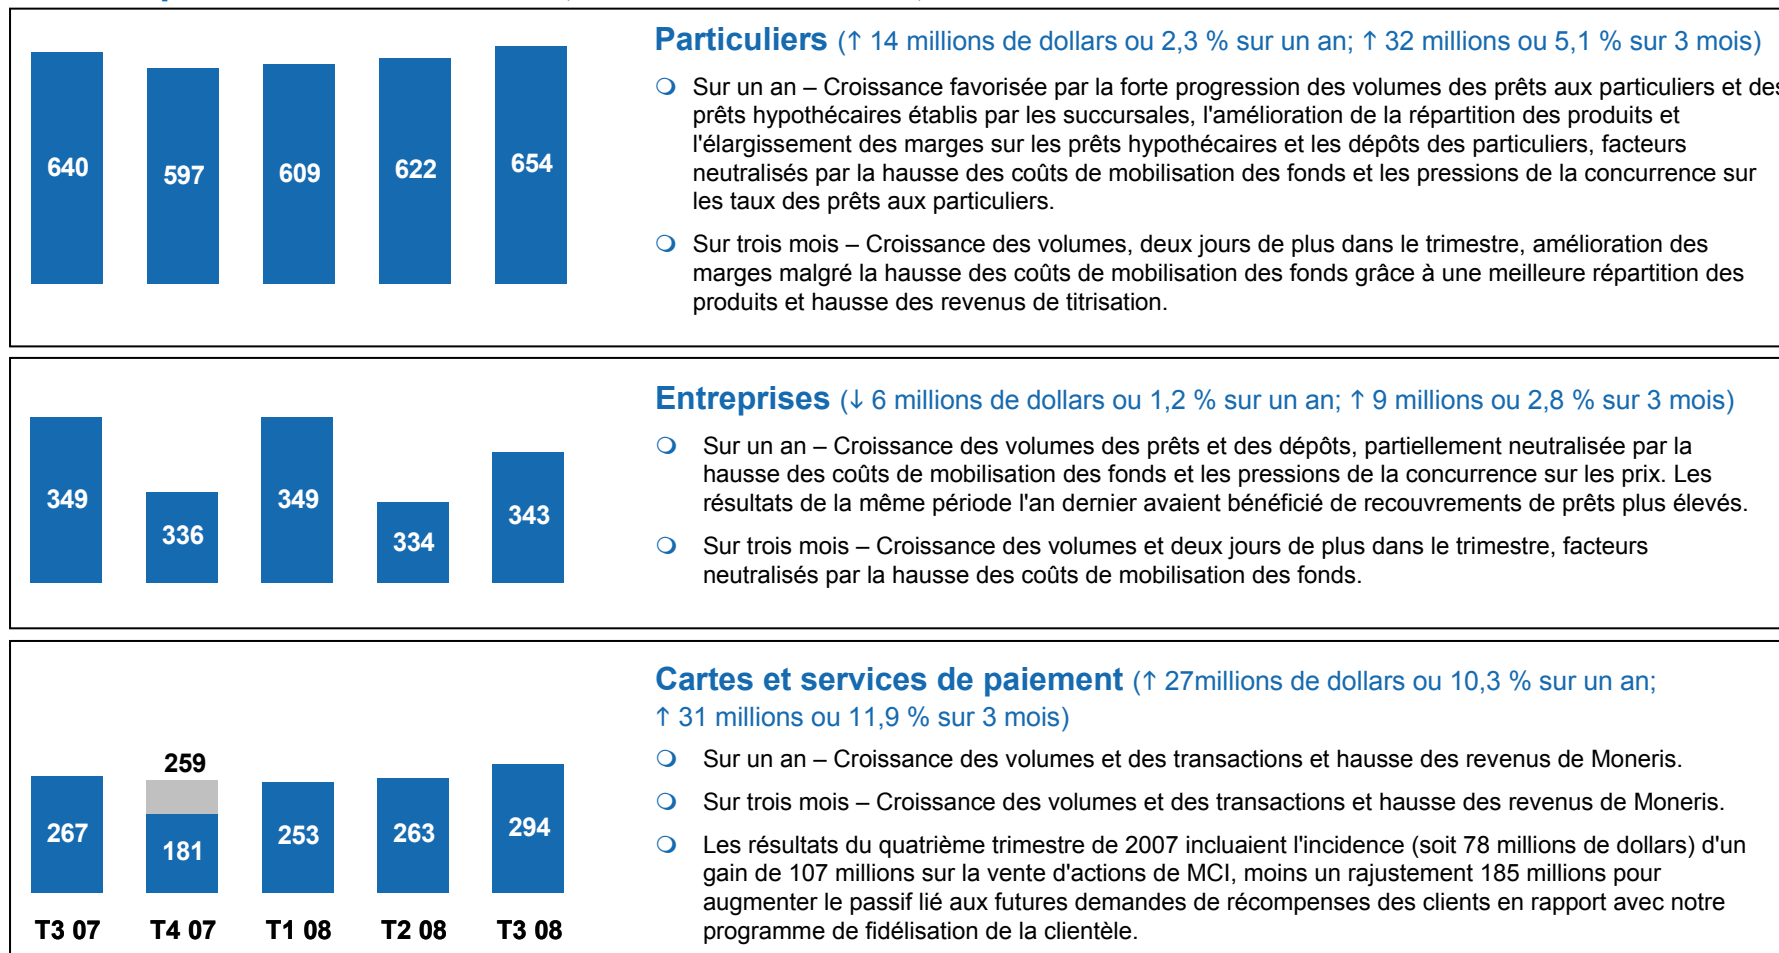 Particuliers (↑ 14 millions de dollars ou 2,3 % sur un an; ↑ 32 millions ou 5,1 % sur 3 mois)
Sur un an – Croissance favorisée par la forte progression des volumes des prêts aux particuliers et des
prêts hypothécaires établis par les succursales, l'amélioration de la répartition des produits et
l'élargissement des marges sur les prêts hypothécaires et les dépôts des particuliers, facteurs
neutralisés par la hausse des coûts de mobilisation des fonds et les pressions de la concurrence sur
les taux des prêts aux particuliers.
Sur trois mois – Croissance des volumes, deux jours de plus dans le trimestre, amélioration des
marges malgré la hausse des coûts de mobilisation des fonds grâce à une meilleure répartition des
produits et hausse des revenus de titrisation.
640 597 609 622 654
Entreprises (↓ 6 millions de dollars ou 1,2 % sur un an; ↑ 9 millions ou 2,8 % sur 3 mois)
Sur un an – Croissance des volumes des prêts et des dépôts, partiellement neutralisée par la
hausse des coûts de mobilisation des fonds et les pressions de la concurrence sur les prix. Les
résultats de la même période l'an dernier avaient bénéficié de recouvrements de prêts plus élevés.
Sur trois mois – Croissance des volumes et deux jours de plus dans le trimestre, facteurs
neutralisés par la hausse des coûts de mobilisation des fonds.
349 336 349 334 343
Cartes et services de paiement (↑ 27millions de dollars ou 10,3 % sur un an;
↑ 31 millions ou 11,9 % sur 3 mois)
Sur un an – Croissance des volumes et des transactions et hausse des revenus de Moneris.
Sur trois mois – Croissance des volumes et des transactions et hausse des revenus de Moneris.
Les résultats du quatrième trimestre de 2007 incluaient l'incidence (soit 78 millions de dollars) d'un
gain de 107 millions sur la vente d'actions de MCI, moins un rajustement 185 millions pour
augmenter le passif lié aux futures demandes de récompenses des clients en rapport avec notre
programme de fidélisation de la clientèle.
259
267 181 253 263 294
T3 07 T4 07 T1 08 T2 08 T3 08